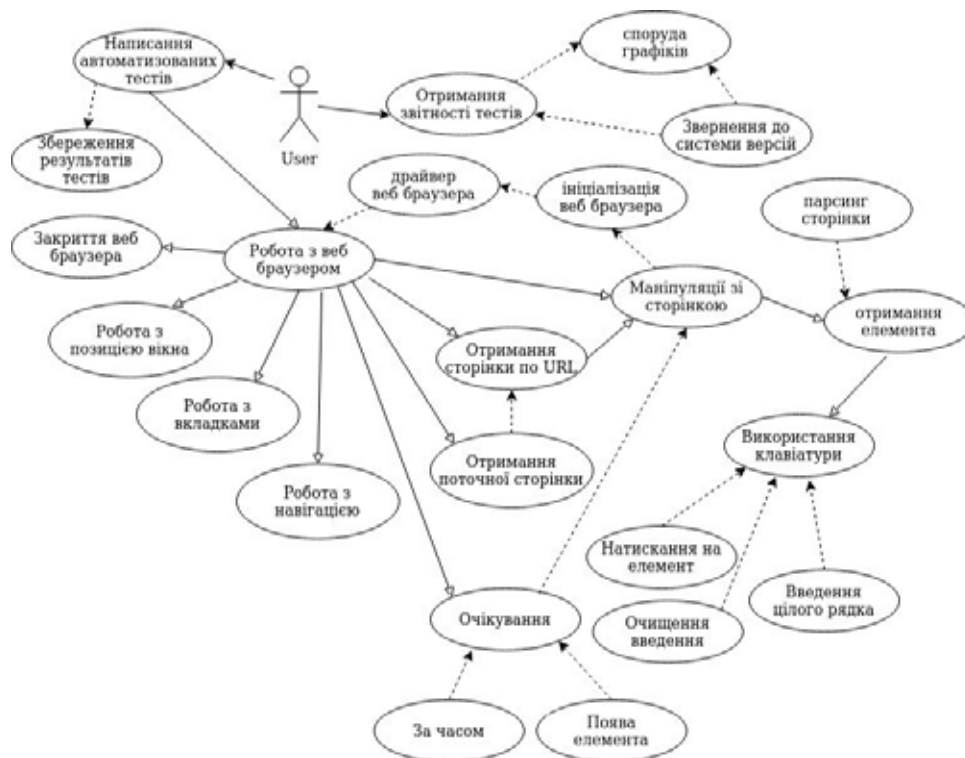 Написання
автоматизованих
тестів
споруда
графіків
Отримання
звітності тестів
Звернення до
системи версій
User
Збереження
результатів
тестів
драйвер
веб браузера
ініціалізація
веб браузера
парсинг
сторінки
Закриття веб
браузера
Робота з веб
браузером
Маніпуляції зі
сторінкою
отримання
елемента
Робота з
позицією вікна
Отримання
сторінки по URL
Робота з
вкладками
Використання
клавіатури
Отримання
поточної сторінки
Робота з
навігацією
Натискання на
елемент
Введення
цілого рядка
Очікування
Очищення
введення
За часом
Поява
елемента